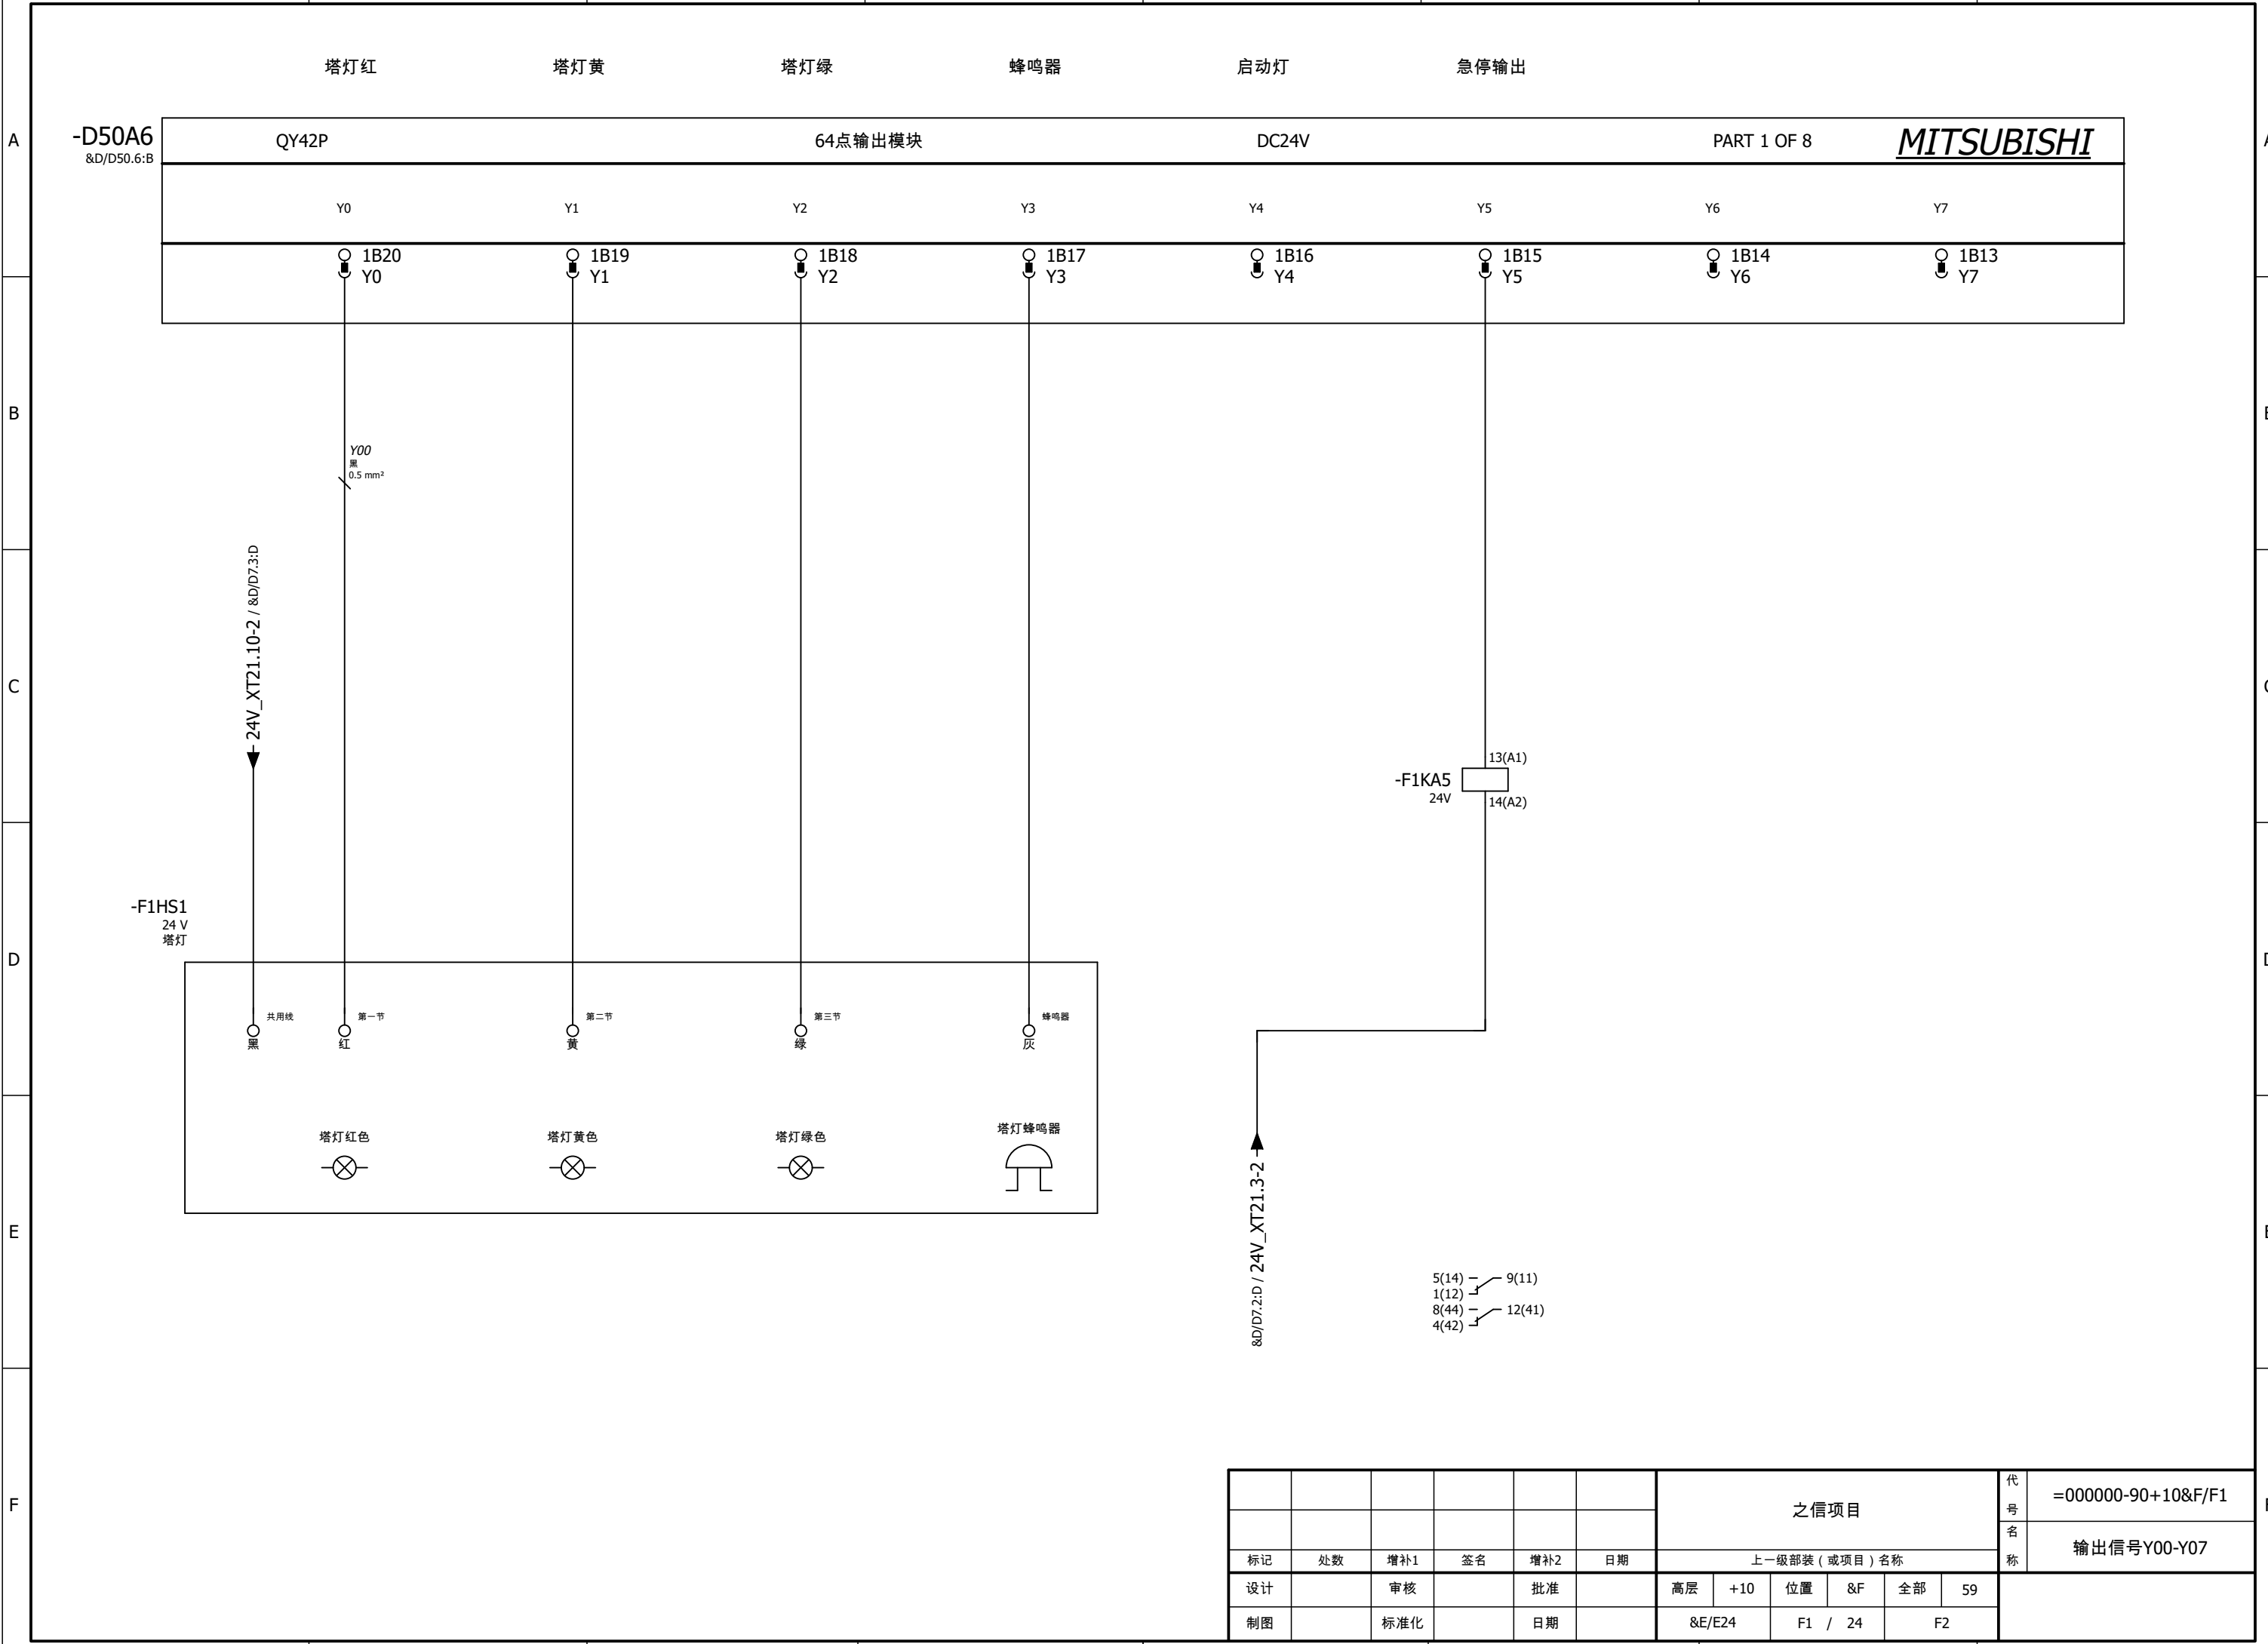 塔灯红 塔灯黄 塔灯绿 蜂鸣器 启动灯 急停输出
A
-D50A6
&D/D50.6:B
QY42P 64点输出模块 DC24V PART 1 OF 8 MITSUBISHI
Y0 Y1 Y2 Y3 Y4 Y5 Y6 Y7
1B20 1B19 1B18 1B17 1B16 1B15 1B14 1B13
Y0 Y1 Y2 Y3 Y4 Y5 Y6 Y7
B
Y00
黑
0.5 mm²
24V_XT21.10-2 / &D/D7.3:D
C
-F1KA5
24V
13(A1)
14(A2)
-F1HS1
24 V
塔灯
D
共用线 第一节 第二节 第三节 蜂鸣器
黑 红 黄 绿 灰
塔灯红色 塔灯黄色 塔灯绿色 塔灯蜂鸣器
E
&D/D7.2:D / 24V_XT21.3-2
5(14) 9(11)
1(12)
8(44) 12(41)
4(42)
F
之信项目
代号 =000000-90+10&F/F1
名称 输出信号Y00-Y07
标记 处数 增补1 签名 增补2 日期 上一级部装（或项目）名称
设计 审核 批准 高层 +10 位置 &F 全部 59
制图 标准化 日期 &E/E24 F1 / 24 F2